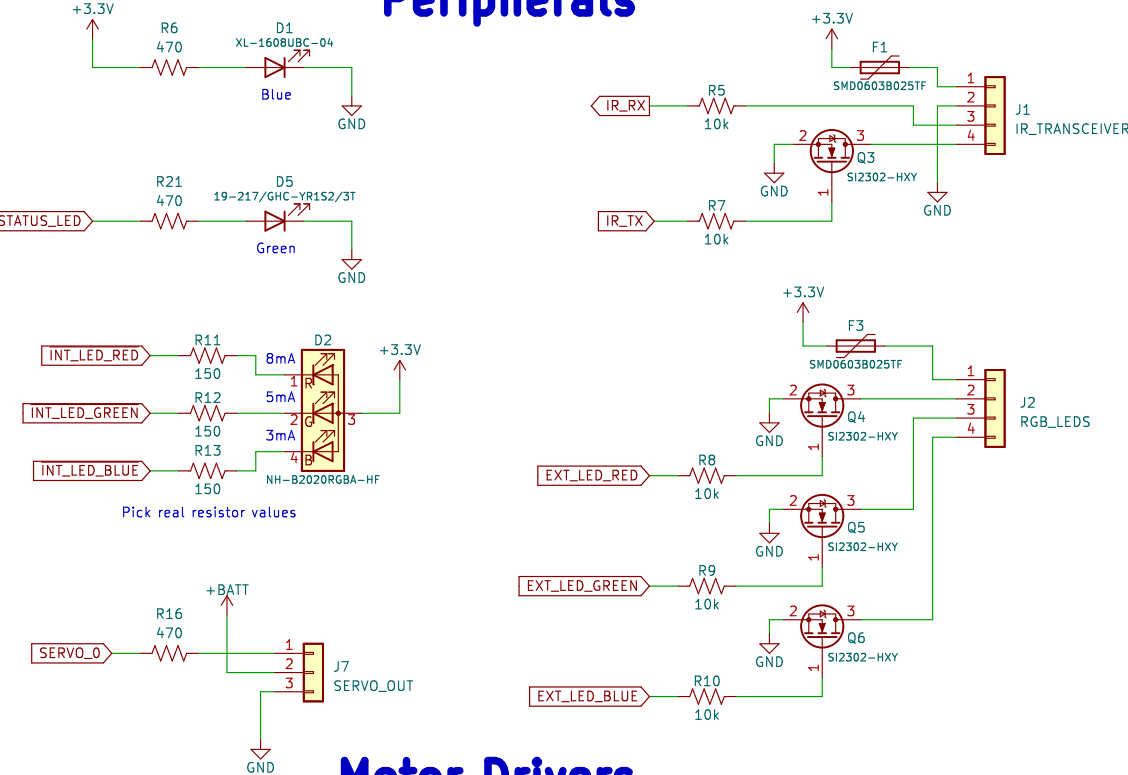 Peripherals
+3.3V
R6
470
D1
XL-1608UBC-04
Blue
GND
STATUS_LED
R21
470
D5
19-217/GHC-YR1S2/3T
Green
GND
INT_LED_RED
R11
150
INT_LED_GREEN
R12
150
INT_LED_BLUE
R13
150
D2
8mA
5mA
3mA
1 R
2 G
4 B
3
+3.3V
NH-B2020RGBA-HF
Pick real resistor values
+BATT
SERVO_0
R16
470
1
2
3
J7
SERVO_OUT
GND
+3.3V
F1
SMD0603B025TF
IR_RX
R5
10k
1
2
3
4
J1
IR_TRANSCEIVER
2
3
1
Q3
SI2302-HXY
GND
GND
IR_TX
R7
10k
+3.3V
F3
SMD0603B025TF
1
2
3
4
J2
RGB_LEDS
2
3
1
Q4
SI2302-HXY
GND
EXT_LED_RED
R8
10k
2
3
1
Q5
SI2302-HXY
GND
EXT_LED_GREEN
R9
10k
2
3
1
Q6
SI2302-HXY
GND
EXT_LED_BLUE
R10
10k
Motor Drivers